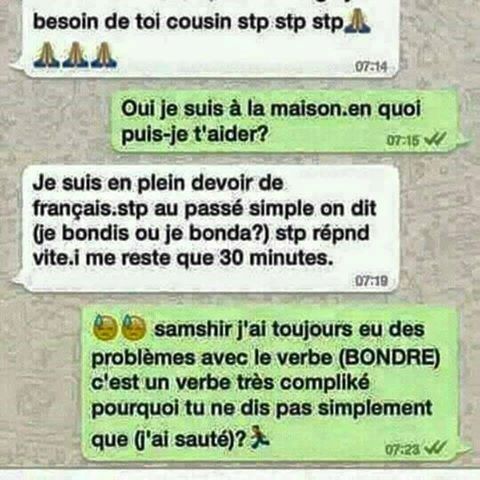 besoin de toi cousin stp stp stp🙏
🙏🙏🙏
07:14
Oui je suis à la maison.en quoi
puis-je t'aider?
07:15
Je suis en plein devoir de
français.stp au passé simple on dit
(je bondis ou je bonda?) stp répnd
vite.i me reste que 30 minutes.
07:19
😓😓 samshir j'ai toujours eu des
problèmes avec le verbe (BONDRE)
c'est un verbe très compliké
pourquoi tu ne dis pas simplement
que (j'ai sauté)?🏃
07:23